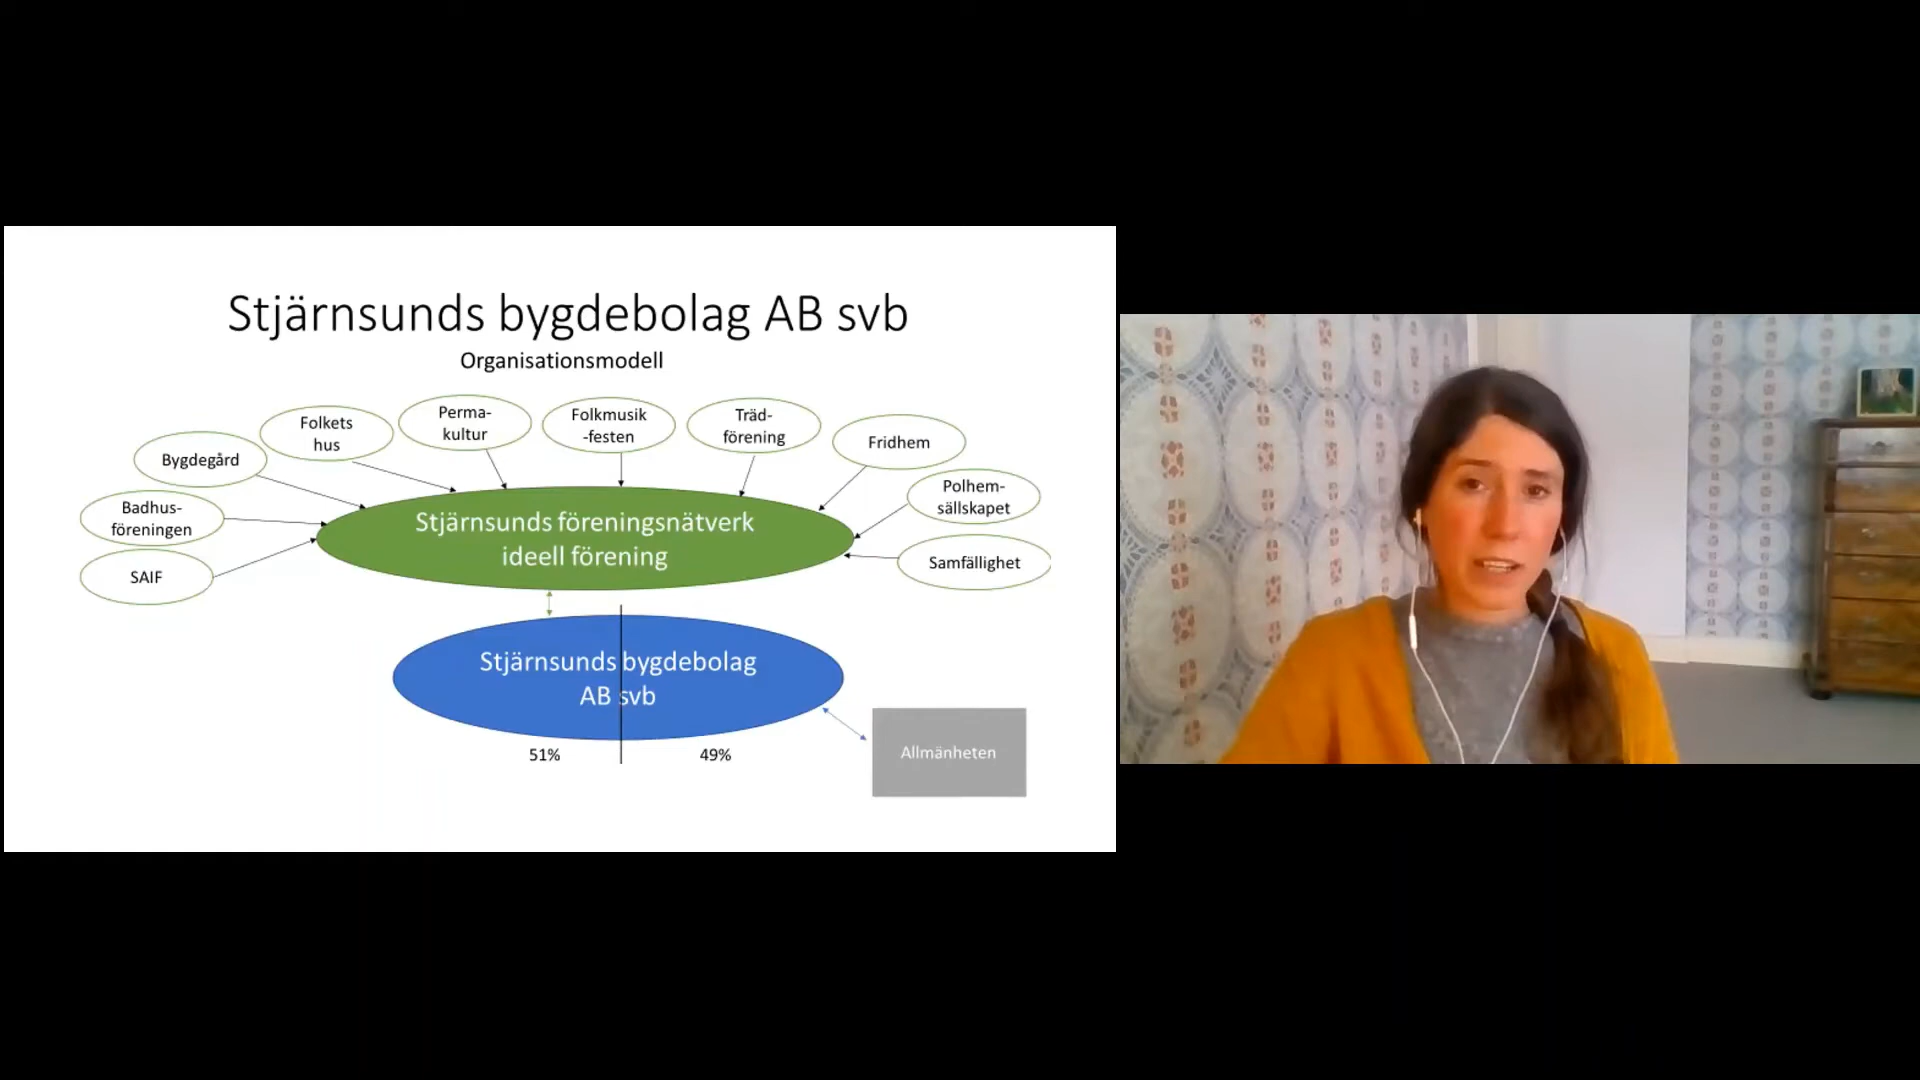 Stjärnsunds bygdebolag AB svb
Organisationsmodell
Folkets
hus
Perma-
kultur
Folkmusik
-festen
Träd-
förening
Fridhem
Bygdegård
Badhus-
föreningen
SAIF
Polhem-
sällskapet
Samfällighet
Stjärnsunds föreningsnätverk
ideell förening
Stjärnsunds bygdebolag
AB svb
51%
49%
Allmänheten